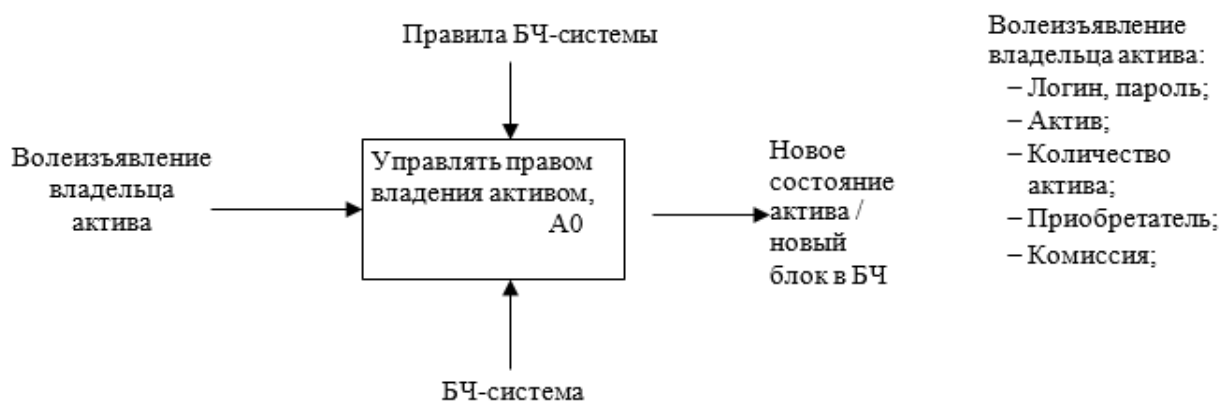 Правила БЧ-системы
Волеизъявление
владельца
актива
Управлять правом
владения активом,
А0
Новое
состояние
актива /
новый
блок в БЧ
БЧ-система
Волеизъявление
владельца актива:
– Логин, пароль;
– Актив;
– Количество
актива;
– Приобретатель;
– Комиссия;